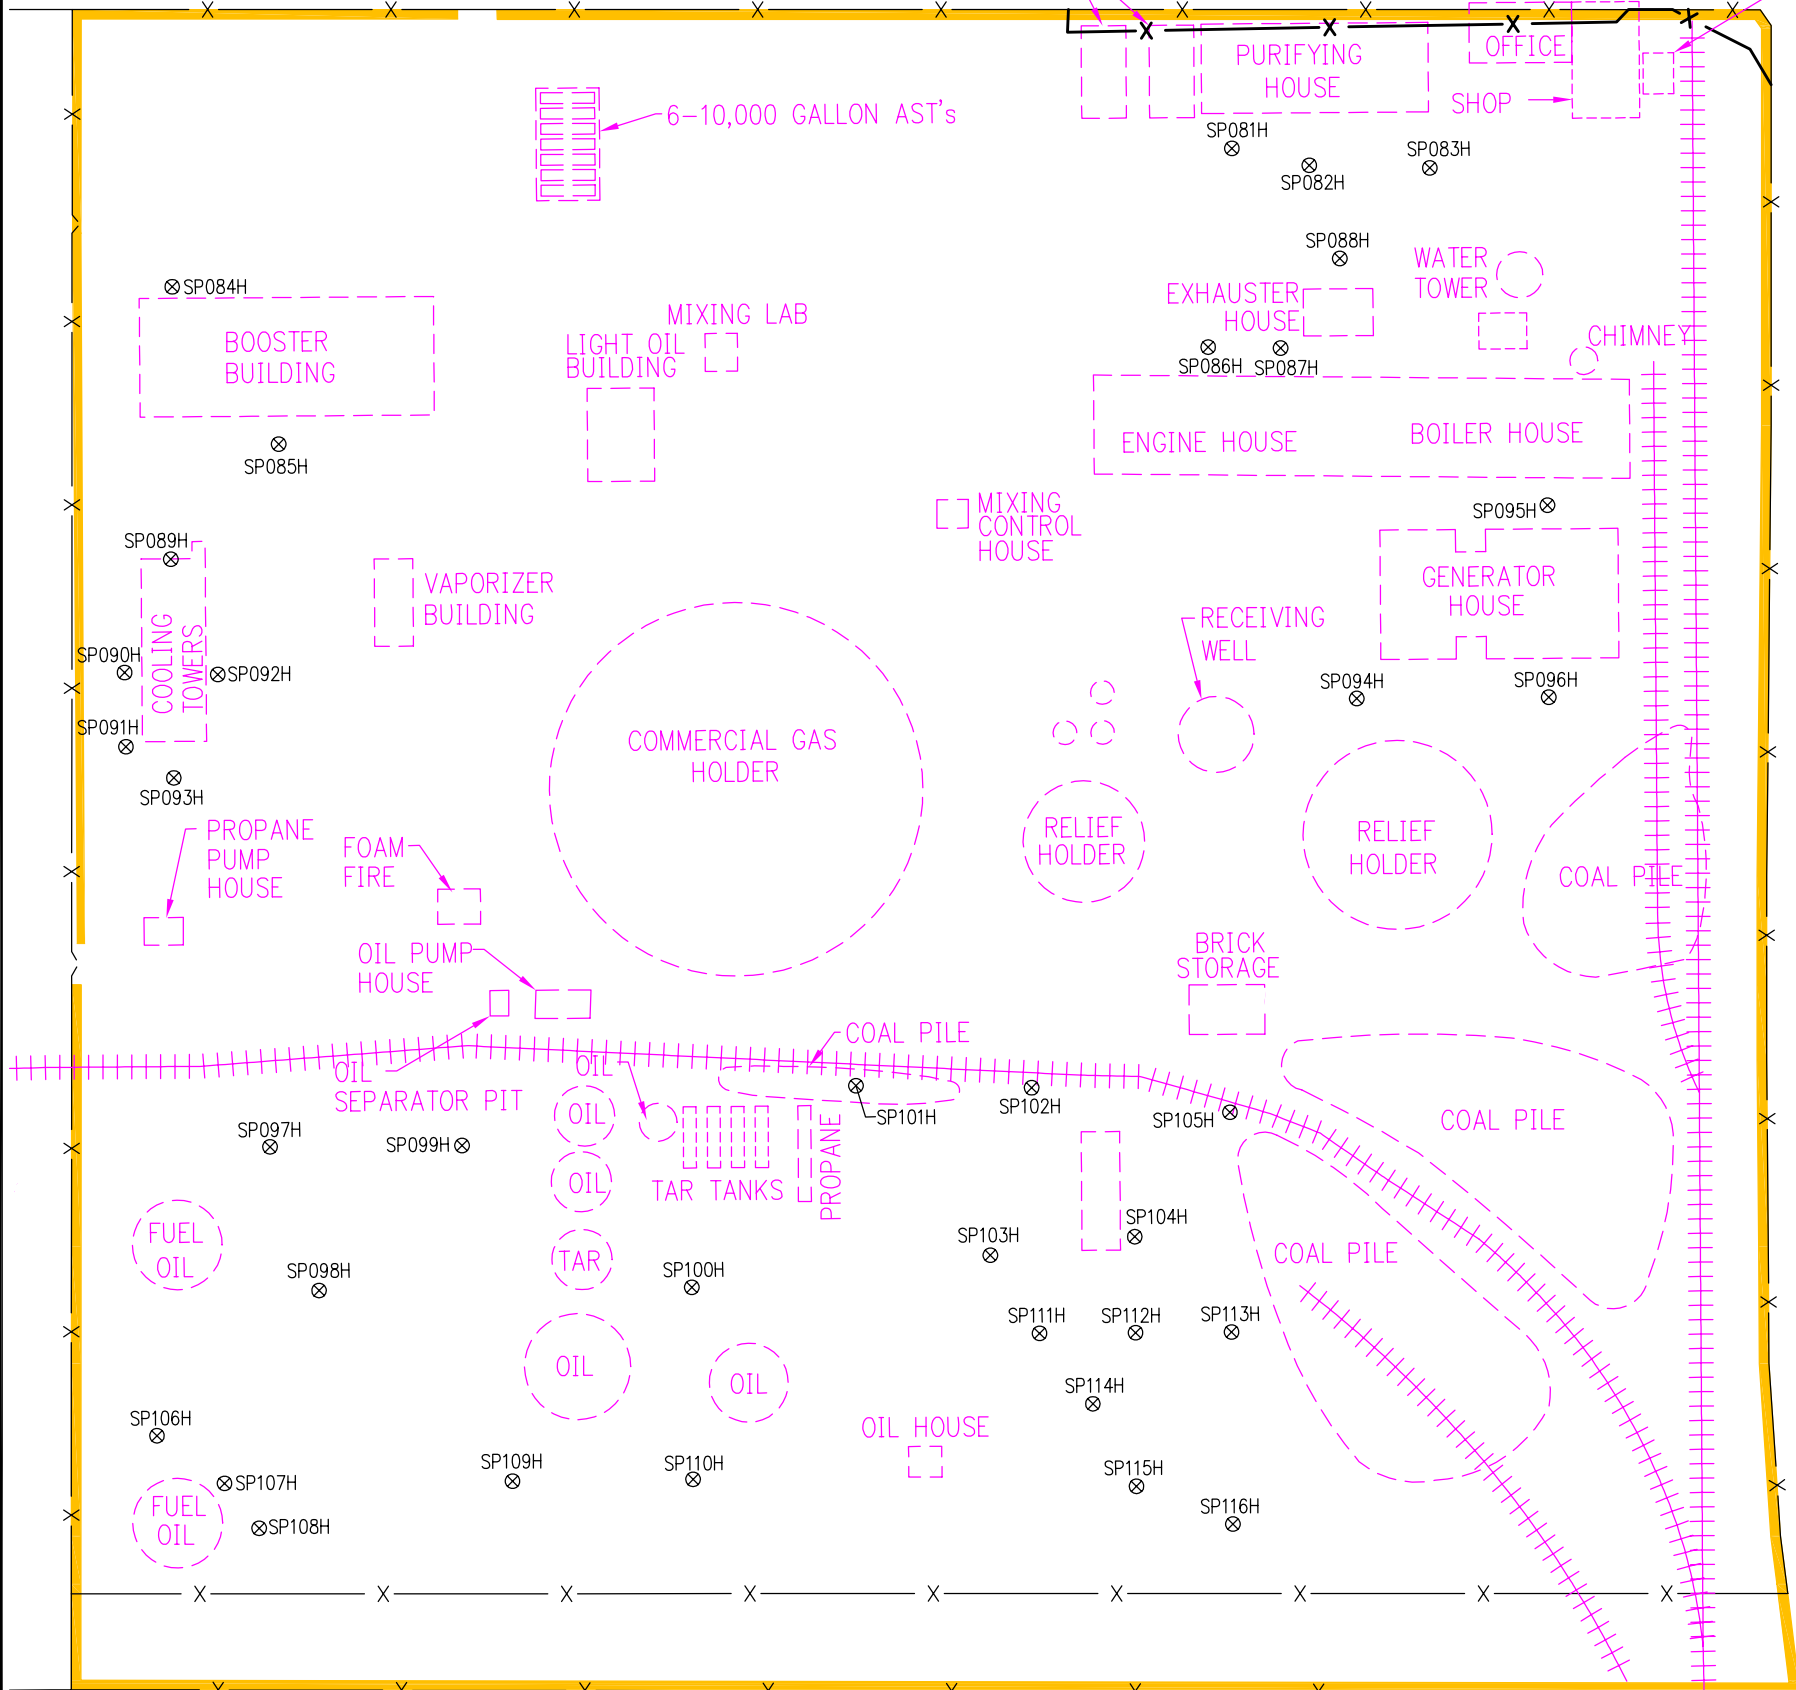 PURIFYING
HOUSE
OFFICE
SHOP
6-10,000 GALLON AST's
SP081H
SP082H
SP083H
SP088H
WATER
TOWER
EXHAUSTER
HOUSE
CHIMNEY
SP084H
BOOSTER
BUILDING
MIXING LAB
LIGHT OIL
BUILDING
SP086H
SP087H
ENGINE HOUSE
BOILER HOUSE
SP085H
MIXING
CONTROL
HOUSE
SP095H
SP089H
COOLING
TOWERS
VAPORIZER
BUILDING
GENERATOR
HOUSE
RECEIVING
WELL
SP090H
SP092H
SP094H
SP096H
SP091H
SP093H
COMMERCIAL GAS
HOLDER
PROPANE
PUMP
HOUSE
FOAM
FIRE
RELIEF
HOLDER
RELIEF
HOLDER
COAL PILE
OIL PUMP
HOUSE
BRICK
STORAGE
COAL PILE
OIL
SEPARATOR PIT
OIL
OIL
SP101H
SP102H
SP105H
COAL PILE
SP097H
SP099H
OIL
TAR TANKS
PROPANE
FUEL
OIL
TAR
SP103H
SP104H
COAL PILE
SP098H
SP100H
SP111H
SP112H
SP113H
OIL
OIL
SP114H
SP106H
OIL HOUSE
SP107H
SP109H
SP110H
SP115H
FUEL
OIL
SP108H
SP116H